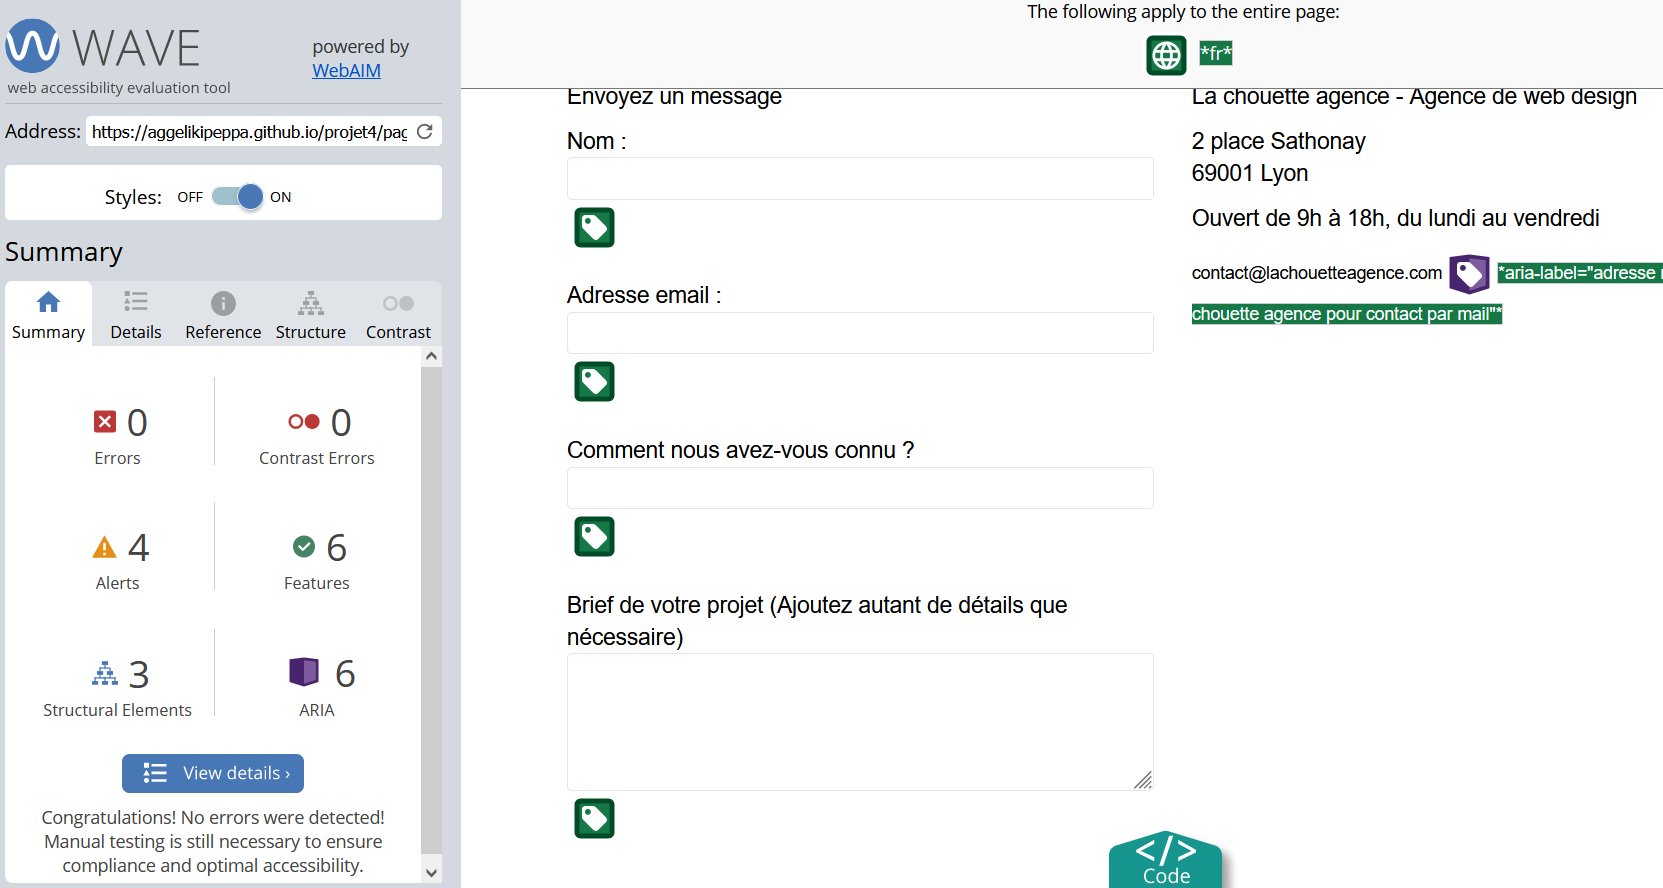 WAVE
web accessibility evaluation tool
powered by
WebAIM
Address: https://aggelikipeppa.github.io/projet4/pag
Styles: OFF ON
Summary
Summary Details Reference Structure Contrast
0 Errors
0 Contrast Errors
4 Alerts
6 Features
3 Structural Elements
6 ARIA
View details ›
Congratulations! No errors were detected!
Manual testing is still necessary to ensure
compliance and optimal accessibility.
The following apply to the entire page:
*fr*
Envoyez un message
Nom :
Adresse email :
Comment nous avez-vous connu ?
Brief de votre projet (Ajoutez autant de détails que
nécessaire)
La chouette agence - Agence de web design
2 place Sathonay
69001 Lyon
Ouvert de 9h à 18h, du lundi au vendredi
contact@lachouetteagence.com *aria-label="adresse
chouette agence pour contact par mail"*
</> Code